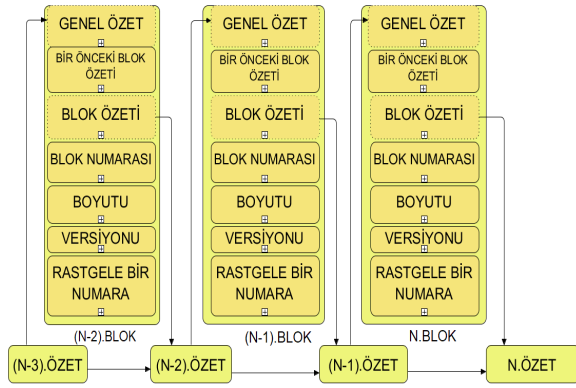 GENEL ÖZET
BİR ÖNCEKİ BLOK
ÖZETİ
BLOK ÖZETİ
BLOK NUMARASI
BOYUTU
VERSİYONU
RASTGELE BİR
NUMARA
(N-2).BLOK
GENEL ÖZET
BİR ÖNCEKİ BLOK
ÖZETİ
BLOK ÖZETİ
BLOK NUMARASI
BOYUTU
VERSİYONU
RASTGELE BİR
NUMARA
(N-1).BLOK
GENEL ÖZET
BİR ÖNCEKİ BLOK
ÖZETİ
BLOK ÖZETİ
BLOK NUMARASI
BOYUTU
VERSİYONU
RASTGELE BİR
NUMARA
N.BLOK
(N-3).ÖZET
(N-2).ÖZET
(N-1).ÖZET
N.ÖZET